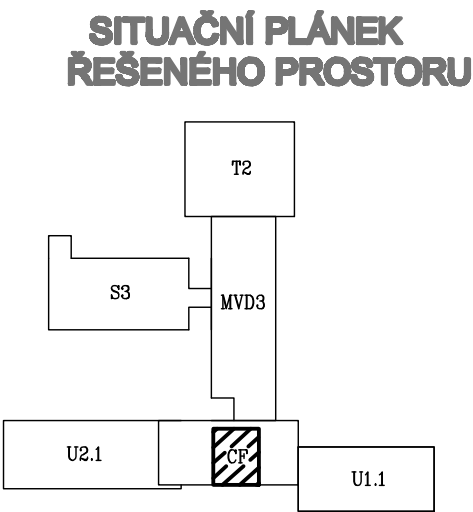 SITUAČNÍ PLÁNEK
ŘEŠENÉHO PROSTORU
T2
S3
MVD3
U2.1
CF
U1.1